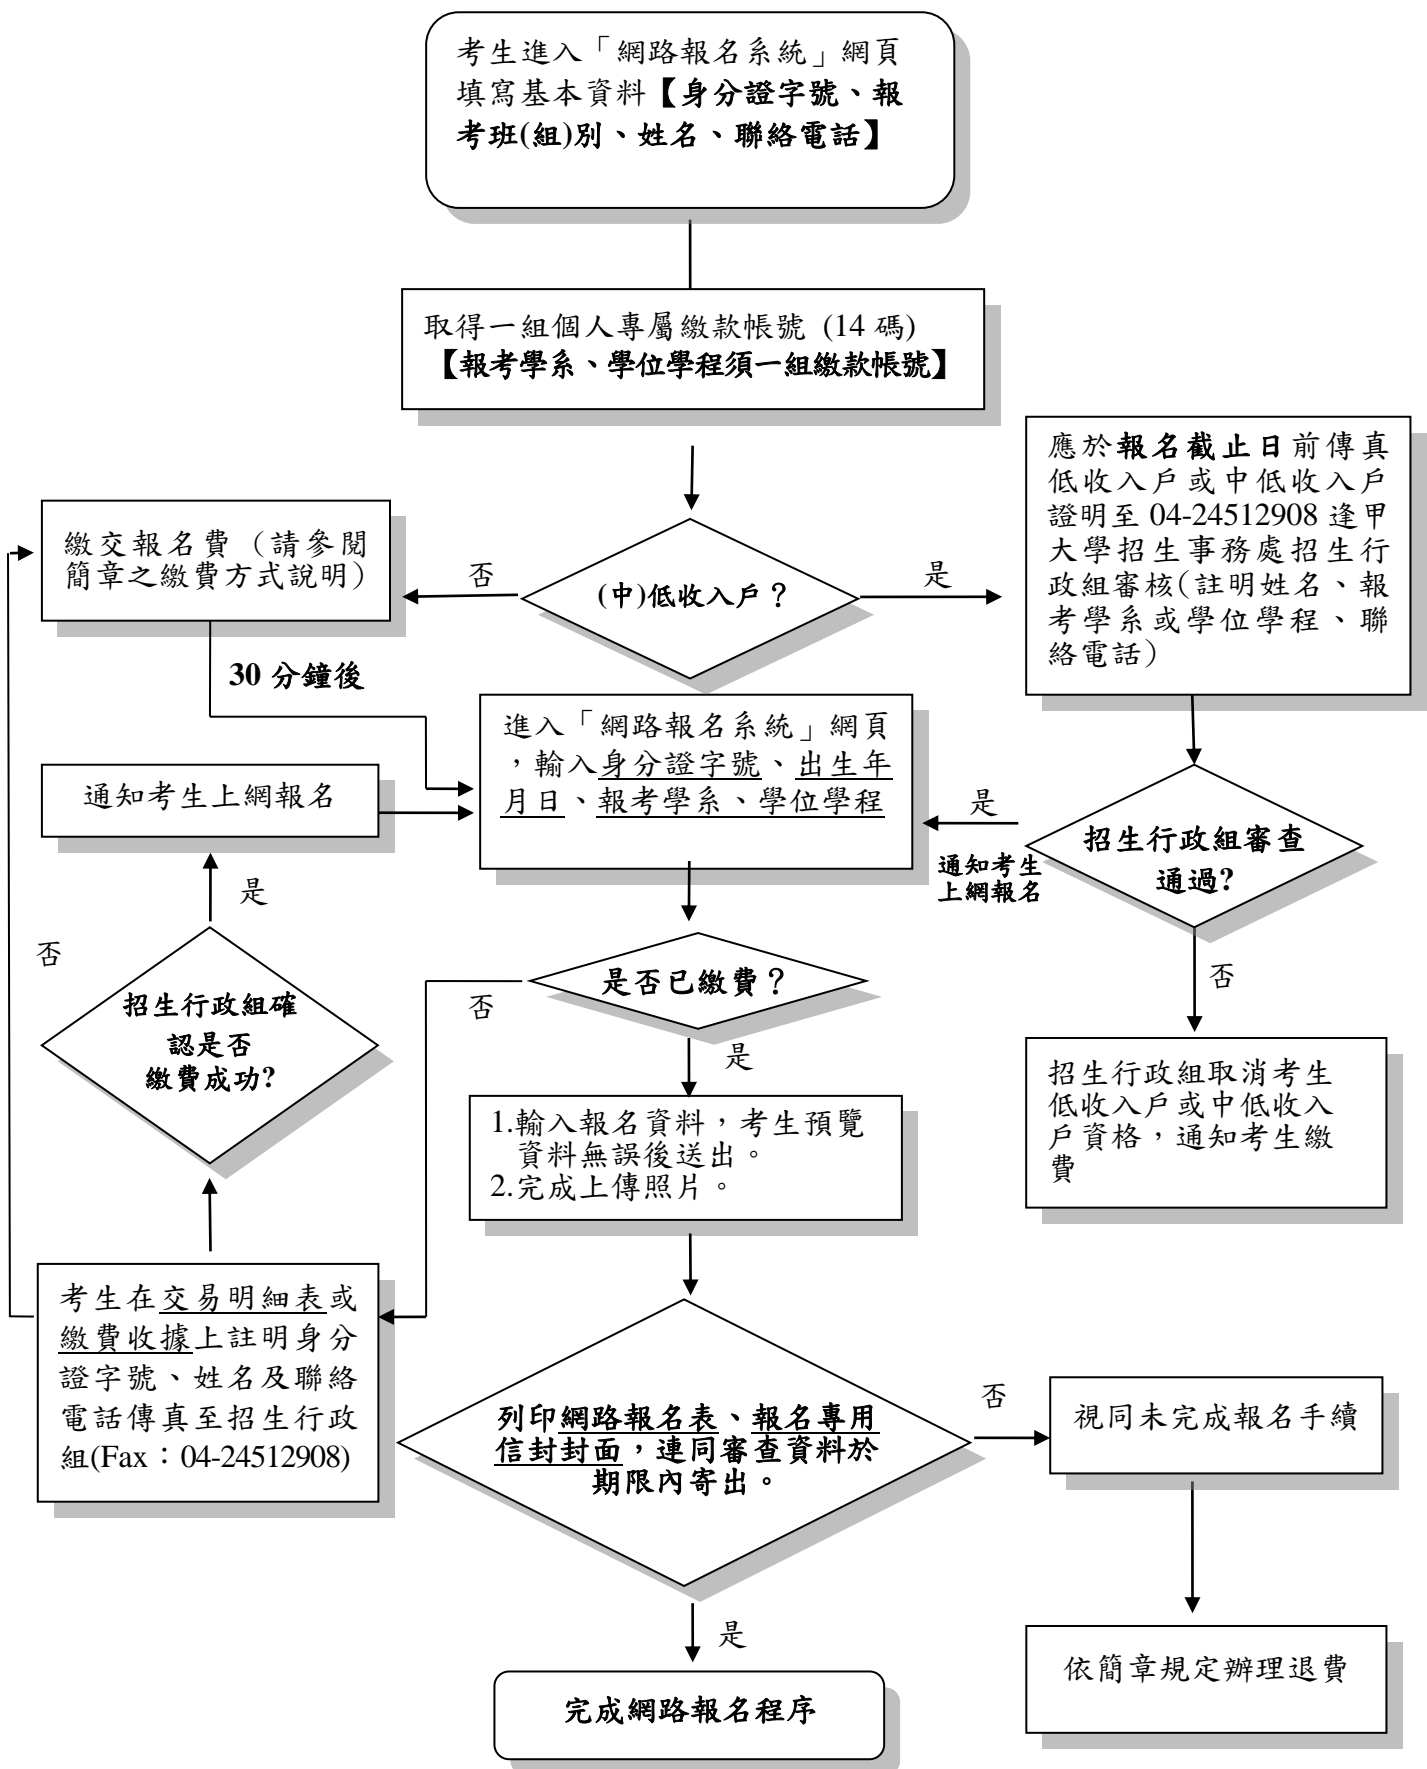 考生進入「網路報名系統」網頁
填寫基本資料【身分證字號、報
考班(組)別、姓名、聯絡電話】
取得一組個人專屬繳款帳號 (14 碼)
【報考學系、學位學程須一組繳款帳號】
應於報名截止日前傳真
低收入戶或中低收入戶
證明至 04-24512908 逢甲
大學招生事務處招生行
政組審核(註明姓名、報
考學系或學位學程、聯
絡電話)
繳交報名費（請參閱
簡章之繳費方式說明）
否
(中)低收入戶？
是
30 分鐘後
進入「網路報名系統」網頁
，輸入身分證字號、出生年
月日、報考學系、學位學程
通知考生上網報名
是
通知考生
上網報名
招生行政組審查
通過?
是
否
招生行政組確
認是否
繳費成功?
否
是否已繳費？
否
是
招生行政組取消考生
低收入戶或中低收入
戶資格，通知考生繳
費
1.輸入報名資料，考生預覽
資料無誤後送出。
2.完成上傳照片。
考生在交易明細表或
繳費收據上註明身分
證字號、姓名及聯絡
電話傳真至招生行政
組(Fax：04-24512908)
列印網路報名表、報名專用
信封封面，連同審查資料於
期限內寄出。
否
視同未完成報名手續
是
依簡章規定辦理退費
完成網路報名程序